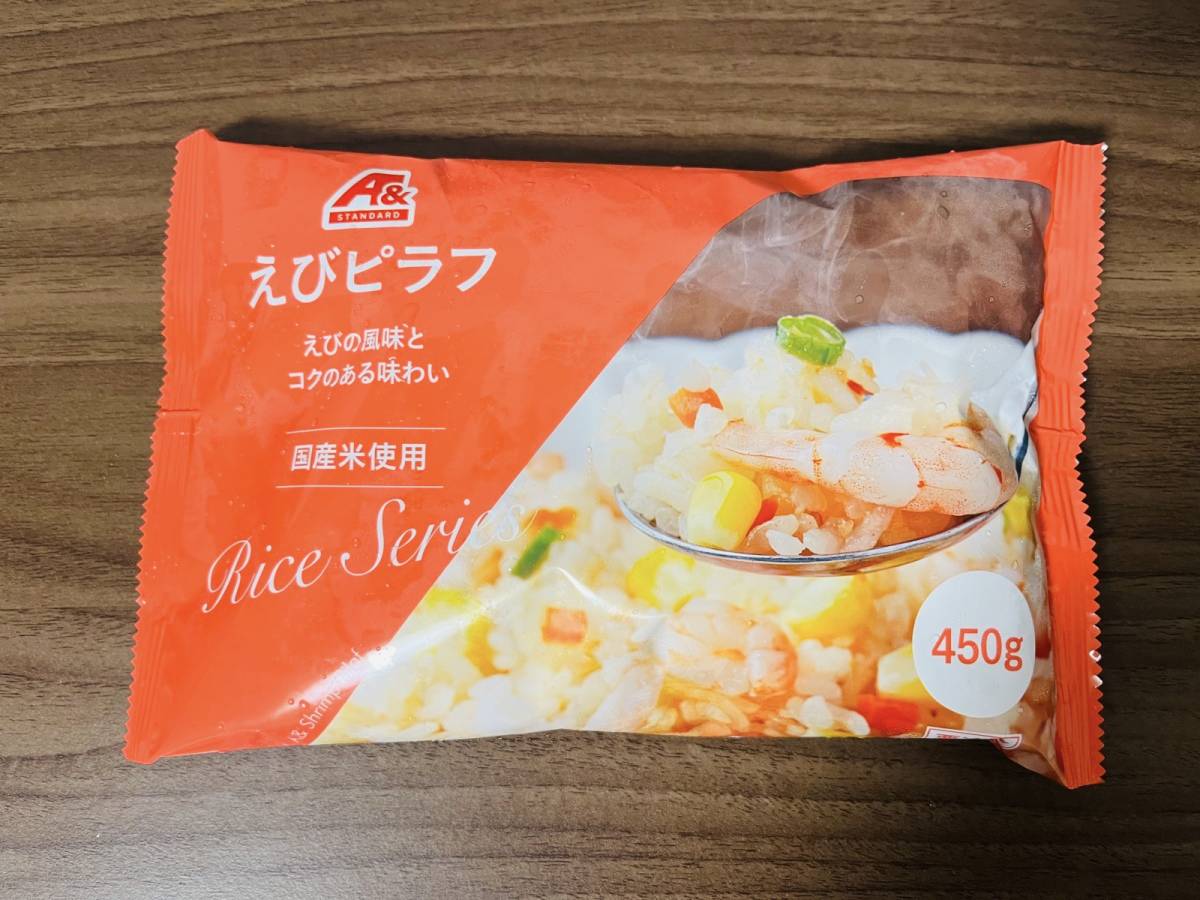 A&
STANDARD
えびピラフ
えびの風味と
コクのある味わい
国産米使用
Rice Series
A& Shrimp
450g